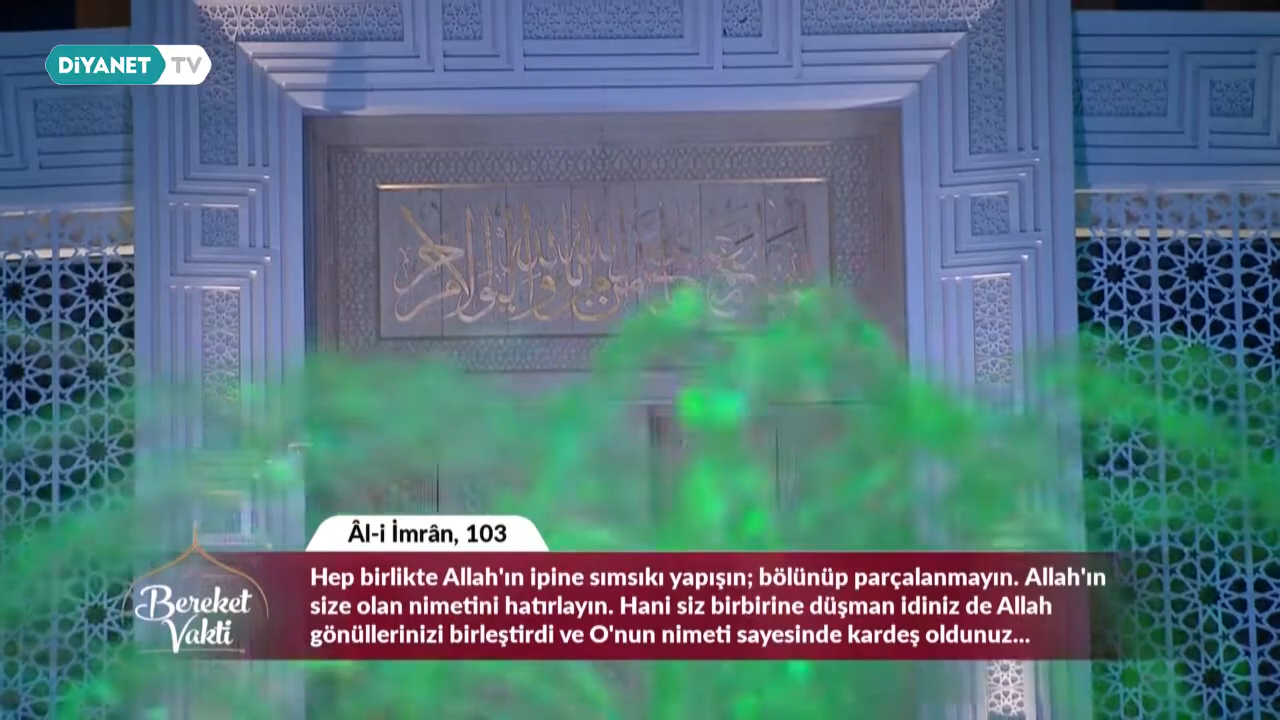 DİYANET TV
Âl-i İmrân, 103
Bereket
Vakti
Hep birlikte Allah'ın ipine sımsıkı yapışın; bölünüp parçalanmayın. Allah'ın
size olan nimetini hatırlayın. Hani siz birbirine düşman idiniz de Allah
gönüllerinizi birleştirdi ve O'nun nimeti sayesinde kardeş oldunuz...